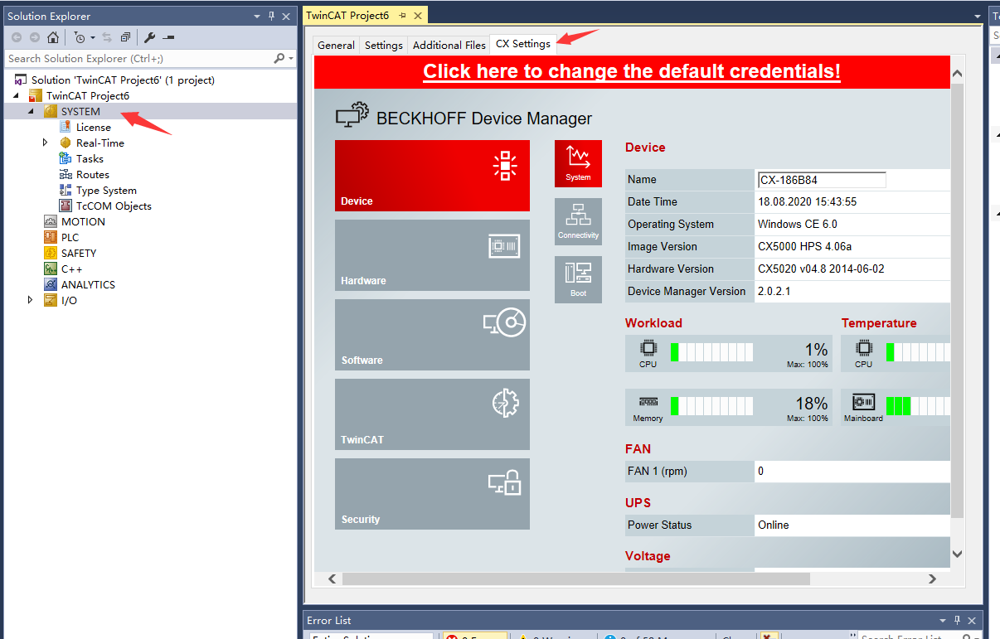 Solution Explorer
Search Solution Explorer (Ctrl+;)
Solution 'TwinCAT Project6' (1 project)
TwinCAT Project6
SYSTEM
License
Real-Time
Tasks
Routes
Type System
TcCOM Objects
MOTION
PLC
SAFETY
C++
ANALYTICS
I/O
TwinCAT Project6
General Settings Additional Files CX Settings
Click here to change the default credentials!
BECKHOFF Device Manager
Device
Hardware
Software
TwinCAT
Security
System
Connectivity
Boot
Device
Name CX-186B84
Date Time 18.08.2020 15:43:55
Operating System Windows CE 6.0
Image Version CX5000 HPS 4.06a
Hardware Version CX5020 v04.8 2014-06-02
Device Manager Version 2.0.2.1
Workload Temperature
CPU 1% Max: 100% CPU
Memory 18% Max: 100% Mainboard
FAN
FAN 1 (rpm) 0
UPS
Power Status Online
Voltage
Error List